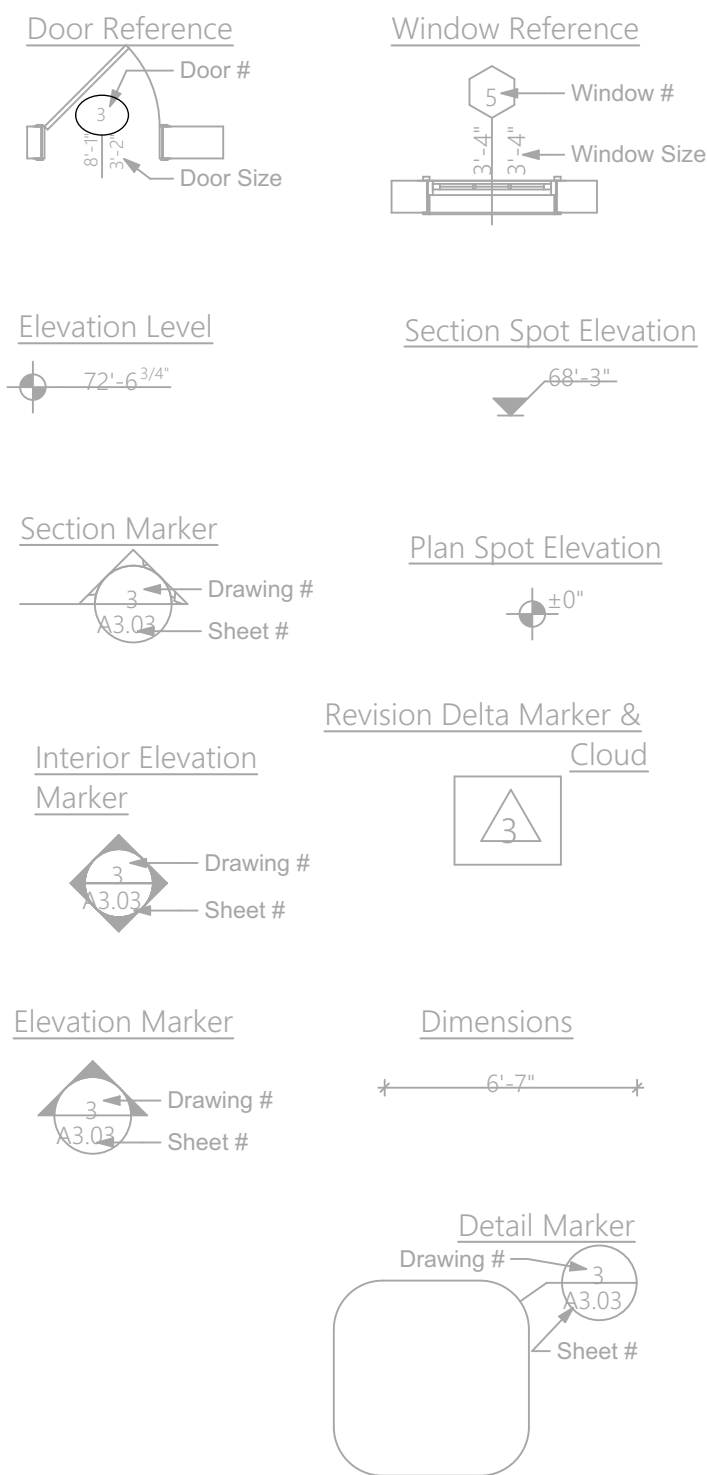 Door Reference
Door #
3
8'-1"
3'-2"
Door Size
Window Reference
5
Window #
3'-4"
3'-4"
Window Size
Elevation Level
72'-6 3/4"
Section Spot Elevation
68'-3"
Section Marker
3
Drawing #
A3.03
Sheet #
Plan Spot Elevation
±0"
Interior Elevation
Marker
3
Drawing #
A3.03
Sheet #
Revision Delta Marker &
Cloud
3
Elevation Marker
3
Drawing #
A3.03
Sheet #
Dimensions
6'-7"
Detail Marker
Drawing #
3
A3.03
Sheet #